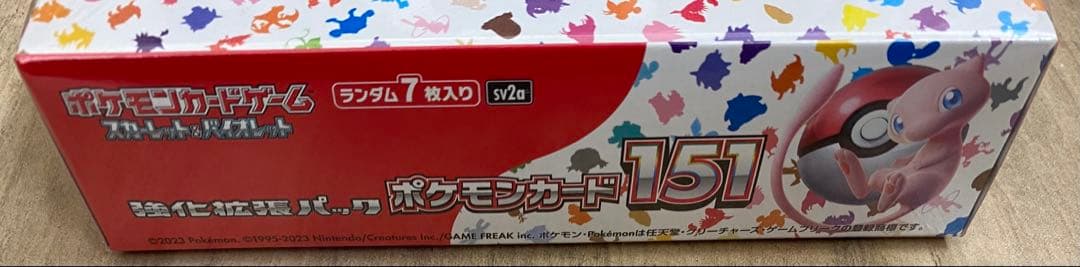 ポケモンカードゲーム
スカーレット&バイオレット
ランダム7枚入り
sv2a
強化拡張パック
ポケモンカード151
©2023 Pokémon. ©1995-2023 Nintendo/Creatures Inc./GAME FREAK inc. ポケモン・Pokémonは任天堂・クリーチャーズ・ゲームフリークの登録商標です。